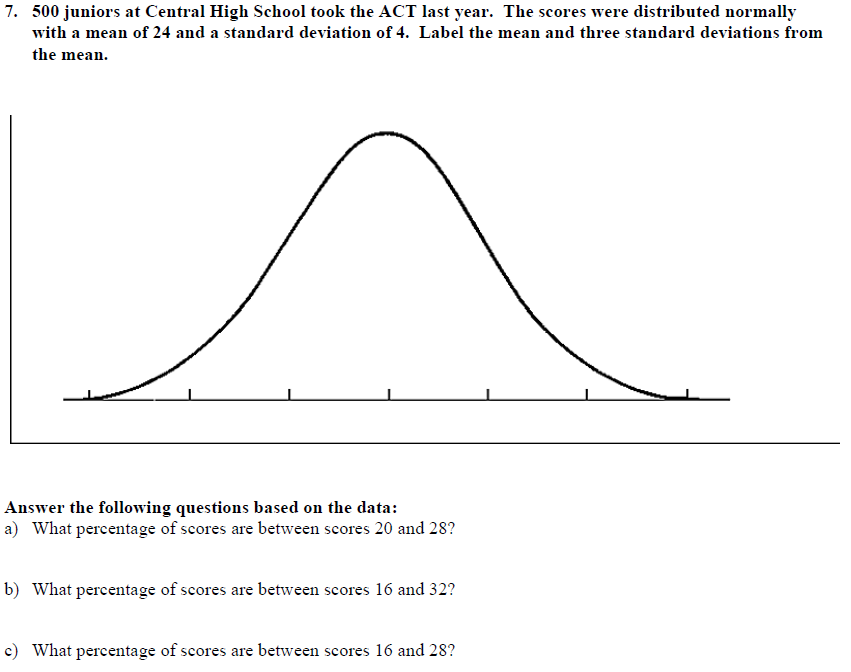 7. 500 juniors at Central High School took the ACT last year. The scores were distributed normally
with a mean of 24 and a standard deviation of 4. Label the mean and three standard deviations from
the mean.
Answer the following questions based on the data:
a) What percentage of scores are between scores 20 and 28?
b) What percentage of scores are between scores 16 and 32?
c) What percentage of scores are between scores 16 and 28?